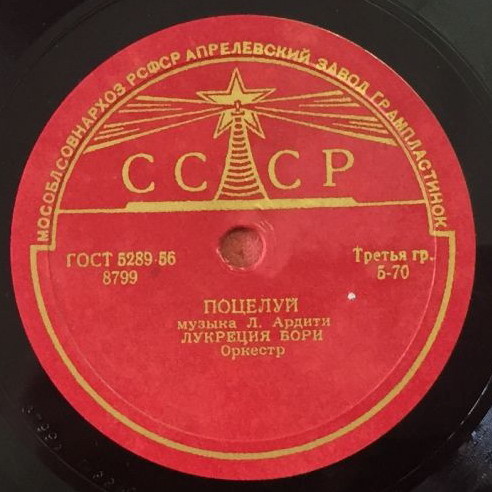 МОСОБЛСОВНАРХОЗ РСФСР АПРЕЛЕВСКИЙ ЗАВОД ГРАМПЛАСТИНОК
СССР
ГОСТ 5289-56
8799
Третья гр.
5-70
ПОЦЕЛУЙ
музыка Л. Ардити
ЛУКРЕЦИЯ БОРИ
Оркестр